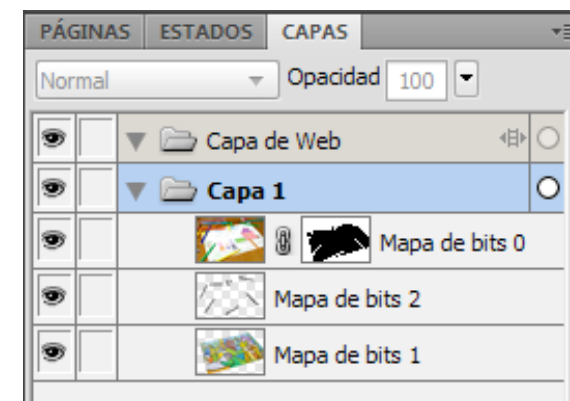 PÁGINAS ESTADOS CAPAS
Normal Opacidad 100
Capa de Web
Capa 1
Mapa de bits 0
Mapa de bits 2
Mapa de bits 1